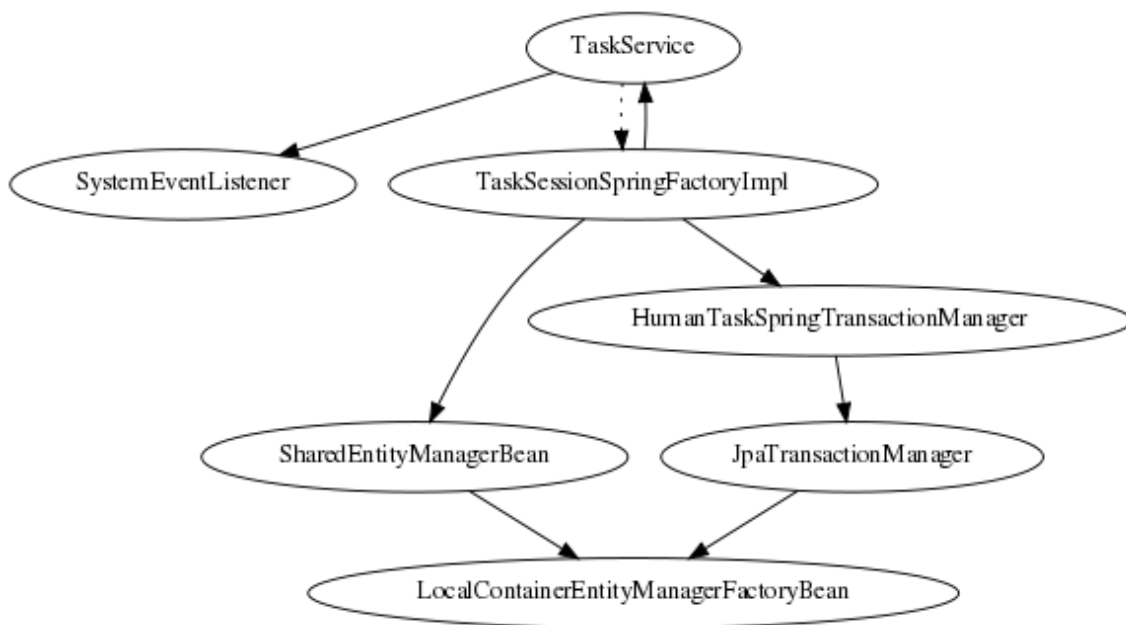 TaskService
SystemEventListener
TaskSessionSpringFactoryImpl
HumanTaskSpringTransactionManager
SharedEntityManagerBean
JpaTransactionManager
LocalContainerEntityManagerFactoryBean